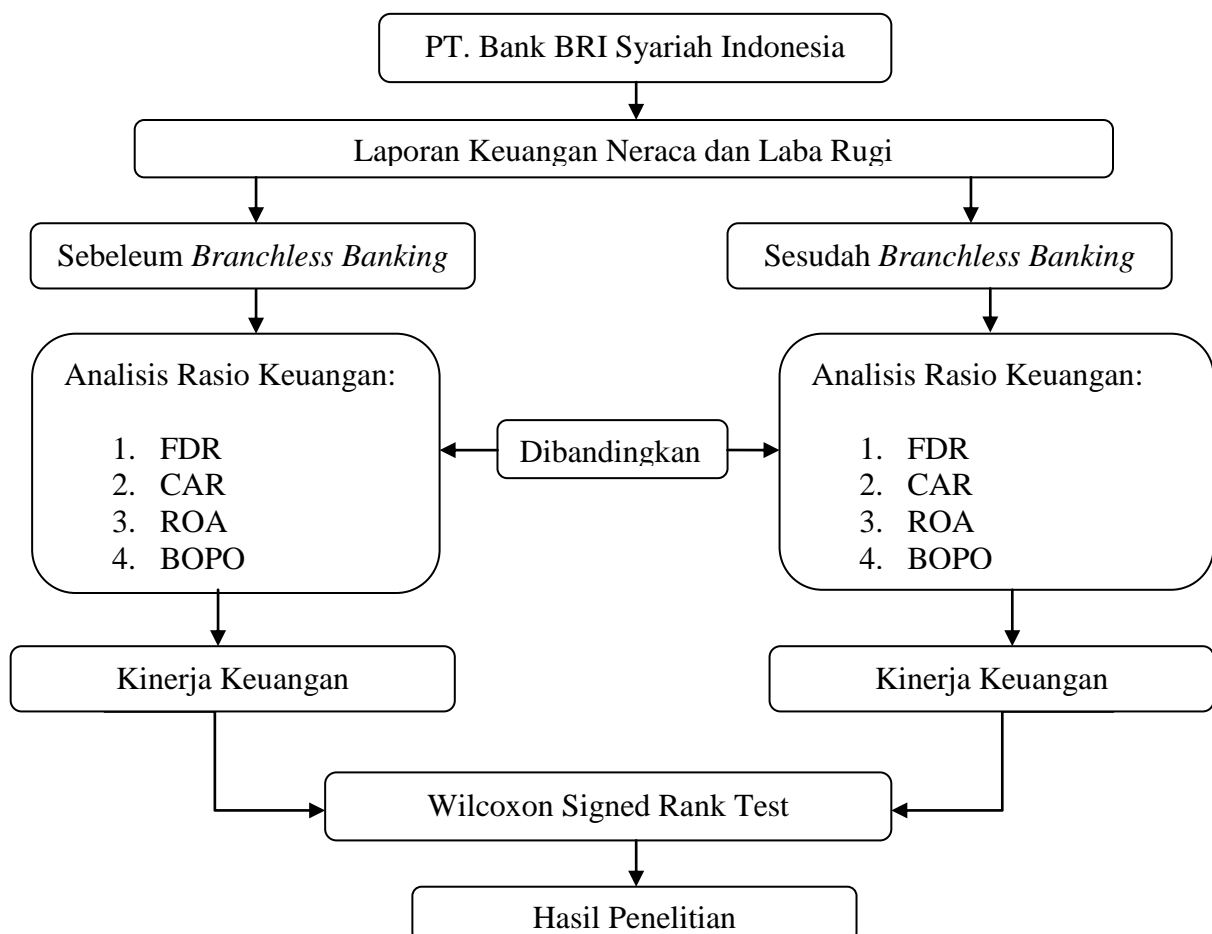 PT. Bank BRI Syariah Indonesia
Laporan Keuangan Neraca dan Laba Rugi
Sebeleum Branchless Banking
Sesudah Branchless Banking
Analisis Rasio Keuangan:
1. FDR
2. CAR
3. ROA
4. BOPO
Dibandingkan
Analisis Rasio Keuangan:
1. FDR
2. CAR
3. ROA
4. BOPO
Kinerja Keuangan
Kinerja Keuangan
Wilcoxon Signed Rank Test
Hasil Penelitian